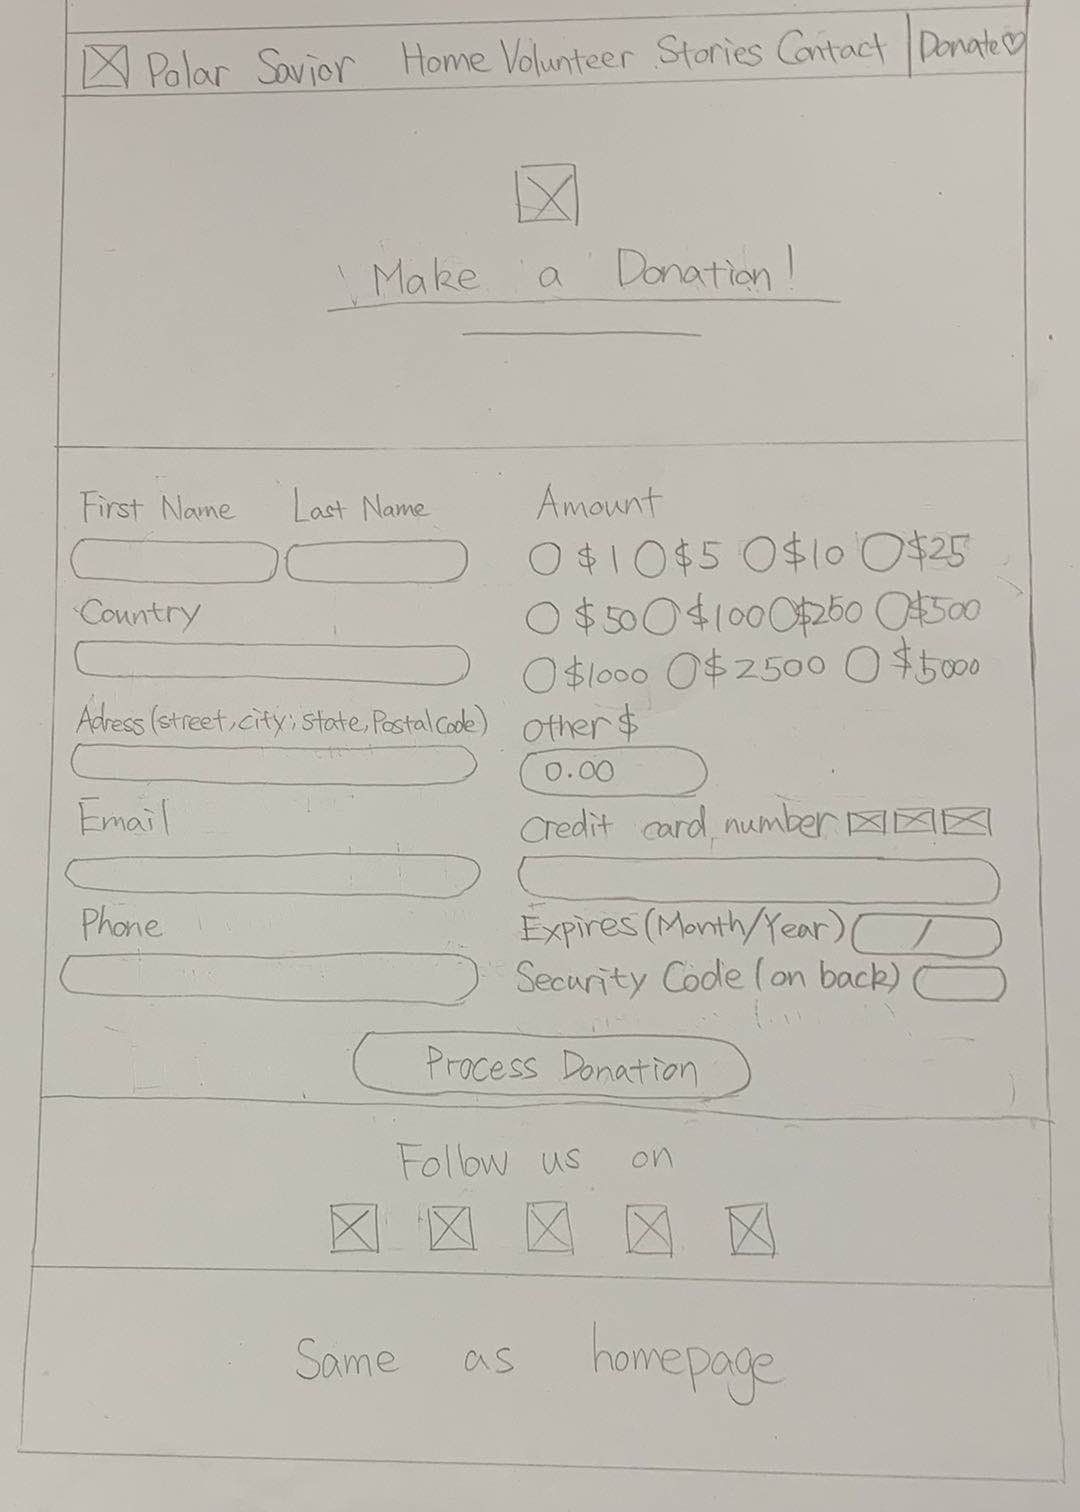 Polar Savior Home Volunteer Stories Contact Donate♡
Make a Donation!
First Name Last Name
Country
Adress (street, city, state, Postal Code)
Email
Phone
Amount
$1 $5 $10 $25
$50 $100 $250 $500
$1000 $2500 $5000
other $
0.00
Credit card number
Expires (Month/Year) /
Security Code (on back)
Process Donation
Follow us on
Same as homepage